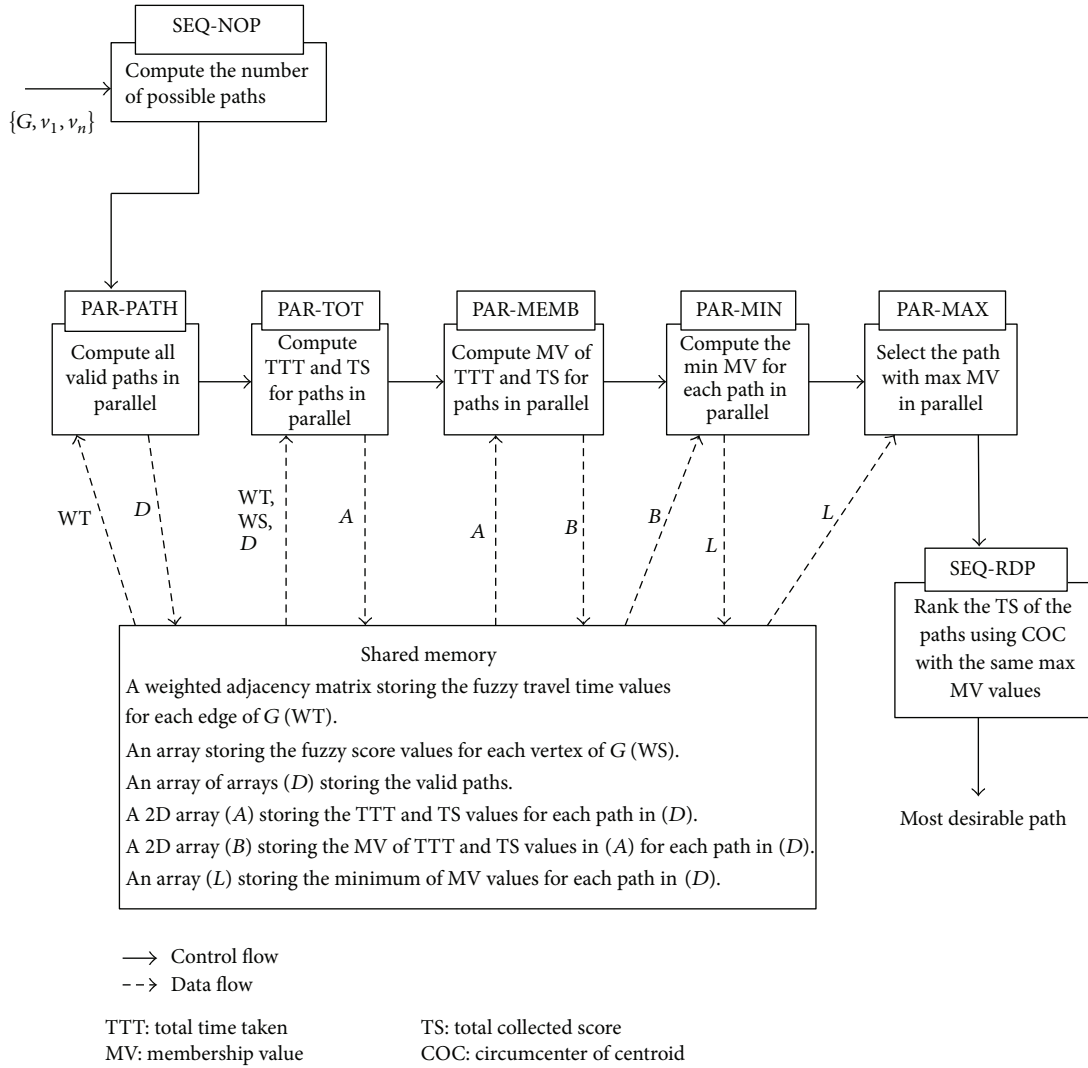 SEQ-NOP
Compute the number
of possible paths
{G, v₁, vₙ}
PAR-PATH
Compute all
valid paths in
parallel
PAR-TOT
Compute
TTT and TS
for paths in
parallel
PAR-MEMB
Compute MV of
TTT and TS for
paths in parallel
PAR-MIN
Compute the
min MV for
each path in
parallel
PAR-MAX
Select the path
with max MV
in parallel
WT
D
WT,
WS,
D
A
A
B
B
L
L
SEQ-RDP
Rank the TS of the
paths using COC
with the same max
MV values
Most desirable path
Shared memory
A weighted adjacency matrix storing the fuzzy travel time values
for each edge of G (WT).
An array storing the fuzzy score values for each vertex of G (WS).
An array of arrays (D) storing the valid paths.
A 2D array (A) storing the TTT and TS values for each path in (D).
A 2D array (B) storing the MV of TTT and TS values in (A) for each path in (D).
An array (L) storing the minimum of MV values for each path in (D).
Control flow
Data flow
TTT: total time taken
TS: total collected score
MV: membership value
COC: circumcenter of centroid